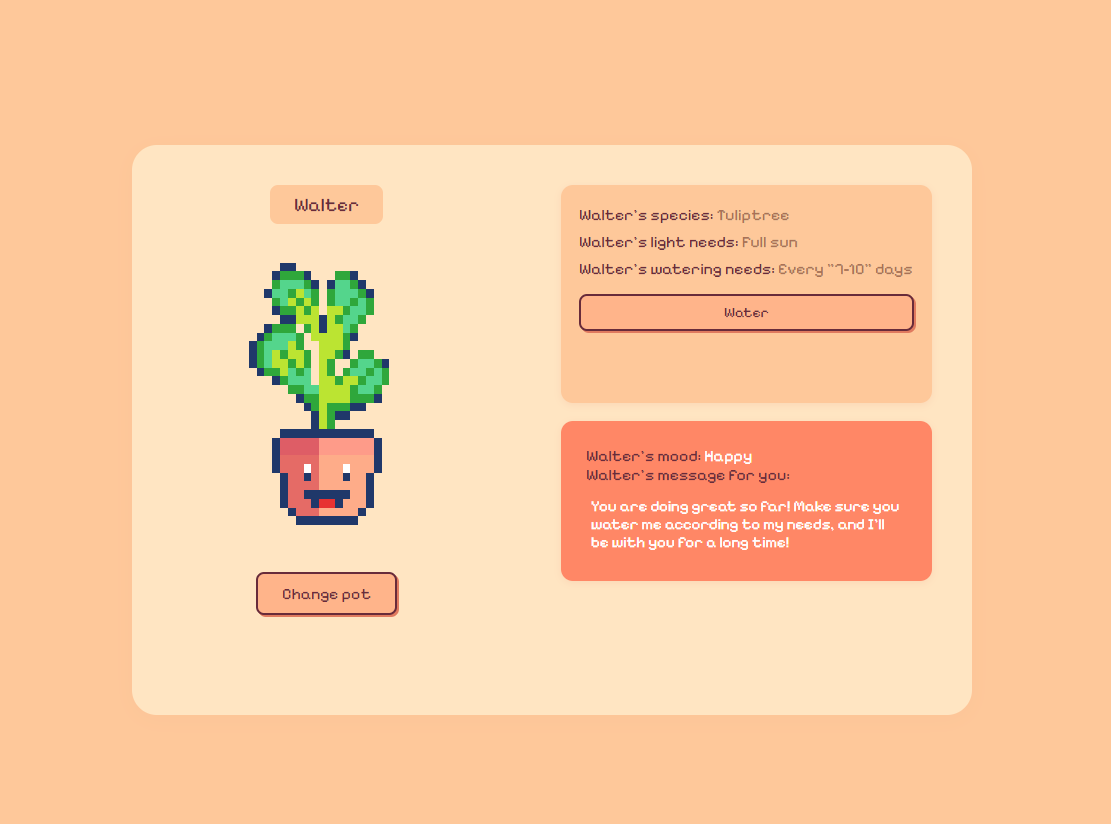 Walter
Walter's species: Tuliptree
Walter's light needs: Full sun
Walter's watering needs: Every "7-10" days
Water
Walter's mood: Happy
Walter's message for you:
You are doing great so far! Make sure you
water me according to my needs, and I'll
be with you for a long time!
Change pot